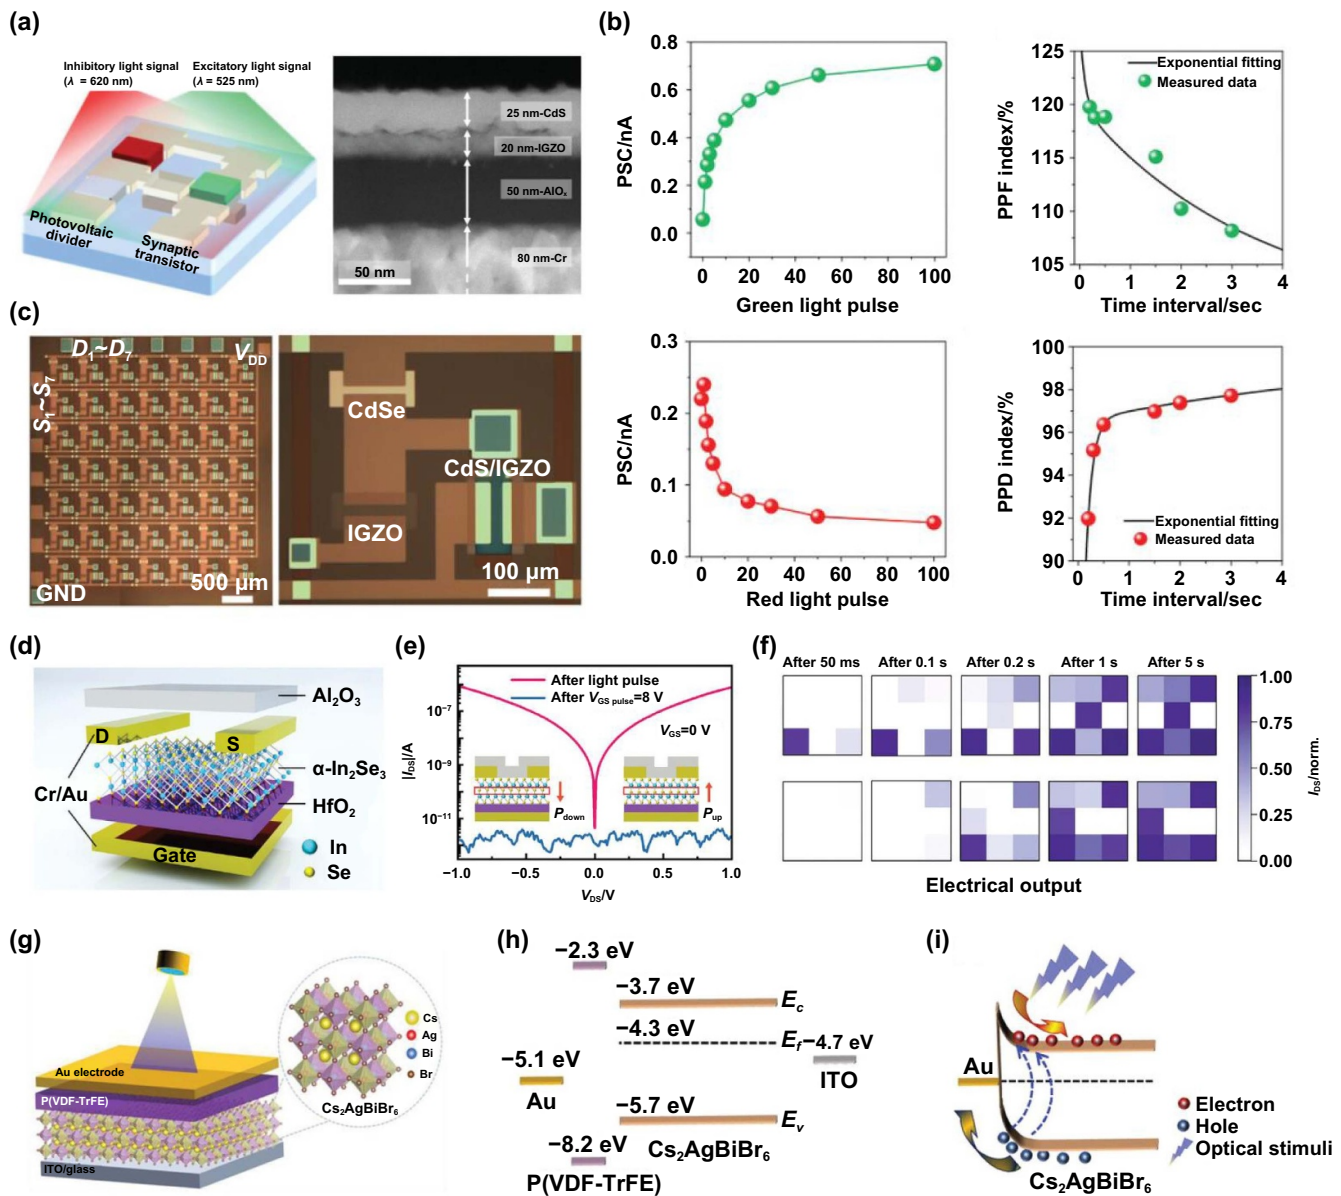 (a)
Inhibitory light signal
(λ = 620 nm)
Excitatory light signal
(λ = 525 nm)
Photovoltaic
divider
Synaptic
transistor
25 nm-CdS
20 nm-IGZO
50 nm-AlOₓ
80 nm-Cr
50 nm
(b)
PSC/nA
0.8
0.6
0.4
0.2
0.0
0 20 40 60 80 100
Green light pulse
PPF index/%
125
120
115
110
105
Exponential fitting
Measured data
0 1 2 3 4
Time interval/sec
PSC/nA
0.3
0.2
0.1
0.0
0 20 40 60 80 100
Red light pulse
PPD index/%
100
98
96
94
92
90
Exponential fitting
Measured data
0 1 2 3 4
Time interval/sec
(c)
D₁~D₇
V_DD
S₁~S₇
GND
500 μm
CdSe
CdS/IGZO
IGZO
100 μm
(d)
Al₂O₃
D
S
α-In₂Se₃
Cr/Au
HfO₂
Gate
In
Se
(e)
|I_DS|/A
10⁻⁷
10⁻⁹
10⁻¹¹
After light pulse
After V_GS pulse=8 V
V_GS=0 V
P_down
P_up
−1.0 −0.5 0.0 0.5 1.0
V_DS/V
(f)
After 50 ms After 0.1 s After 0.2 s After 1 s After 5 s
1.00
0.75
0.50
0.25
0.00
I_DS/norm.
Electrical output
(g)
Au electrode
P(VDF-TrFE)
ITO/glass
Cs
Ag
Bi
Br
Cs₂AgBiBr₆
(h)
−2.3 eV
−3.7 eV
E_c
−4.3 eV
E_f
−4.7 eV
ITO
−5.1 eV
Au
−5.7 eV
E_v
−8.2 eV
P(VDF-TrFE)
Cs₂AgBiBr₆
(i)
Au
Electron
Hole
Optical stimuli
Cs₂AgBiBr₆